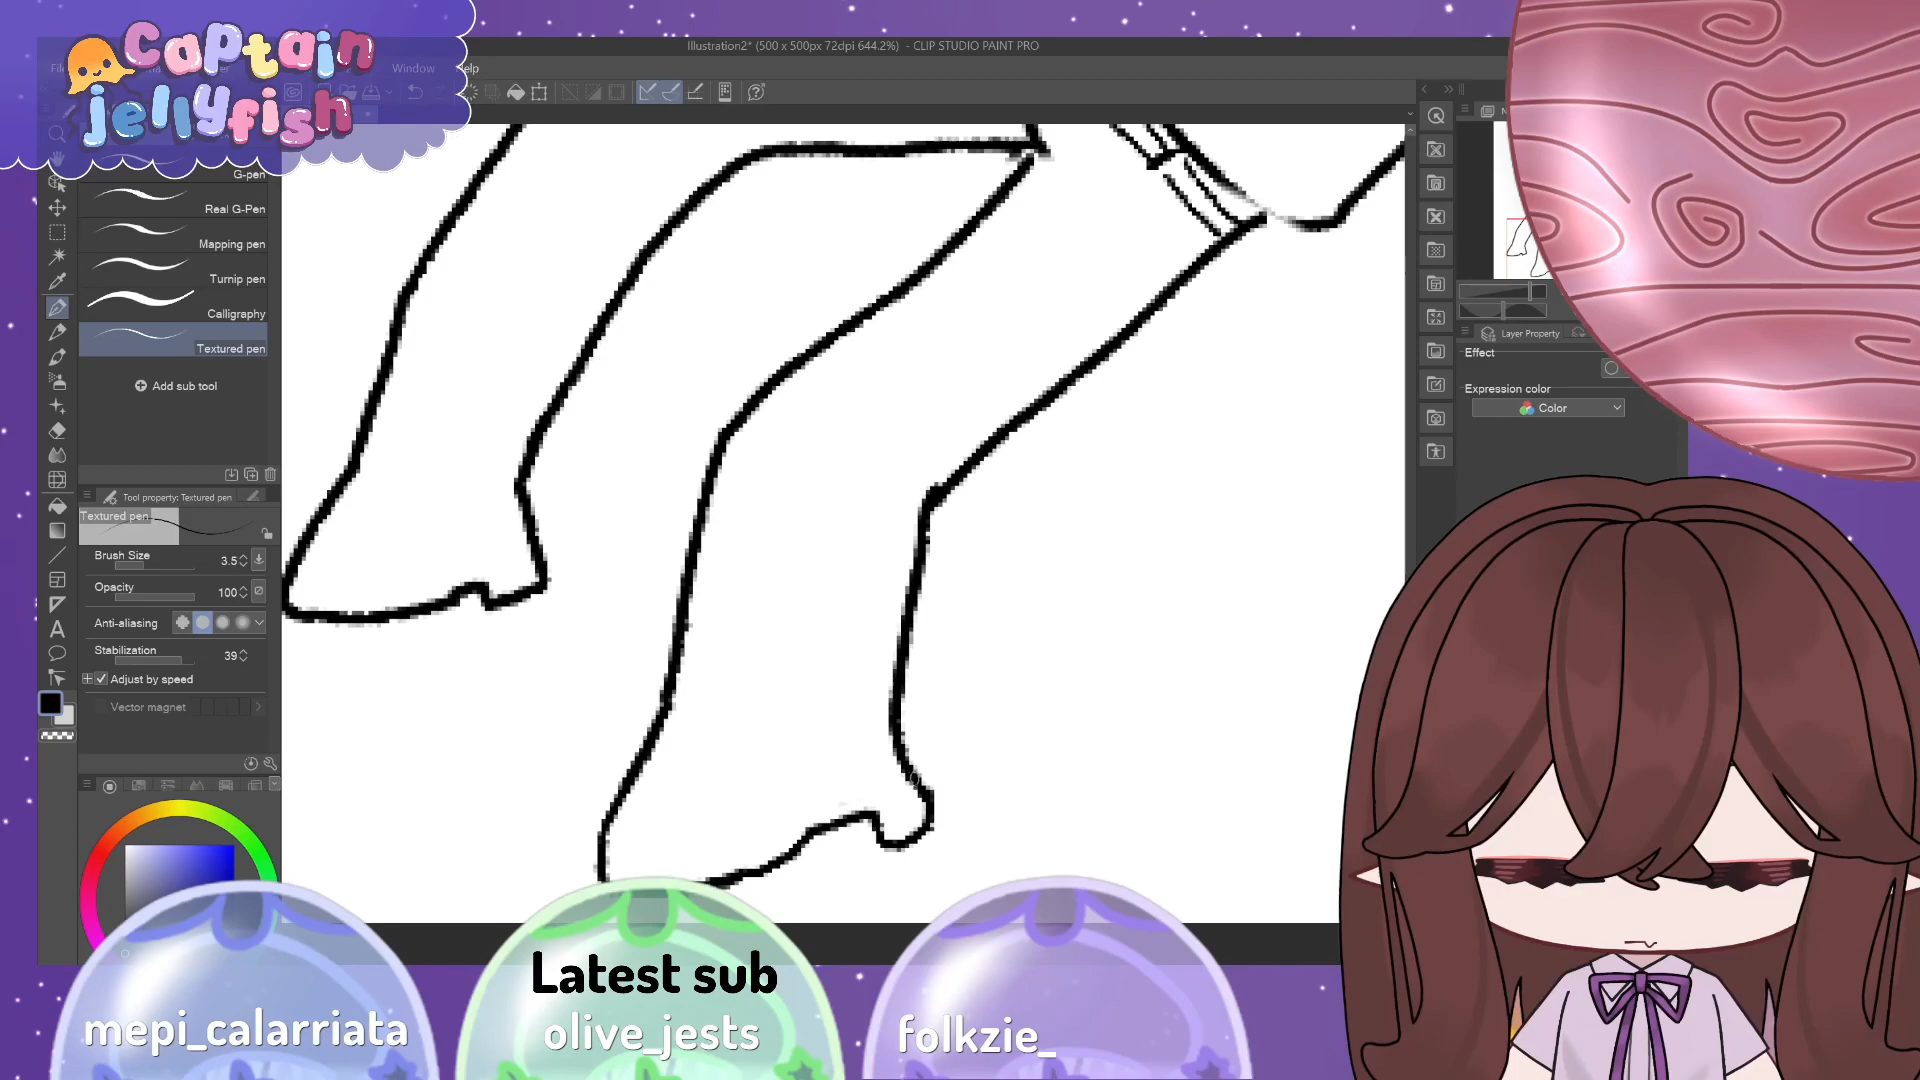 Captain
jellyfish
Illustration2* (500 x 500px 72dpi 644.2%) - CLIP STUDIO PAINT PRO
Window
G-pen
Real G-Pen
Mapping pen
Turnip pen
Calligraphy
Textured pen
Add sub tool
Tool property: Textured pen
Textured pen
Brush Size 3.5
Opacity 100
Anti-aliasing
Stabilization 39
Adjust by speed
Vector magnet
Layer Property
Effect
Expression color
Color
Latest sub
mepi_calarriata
olive_jests
folkzie_